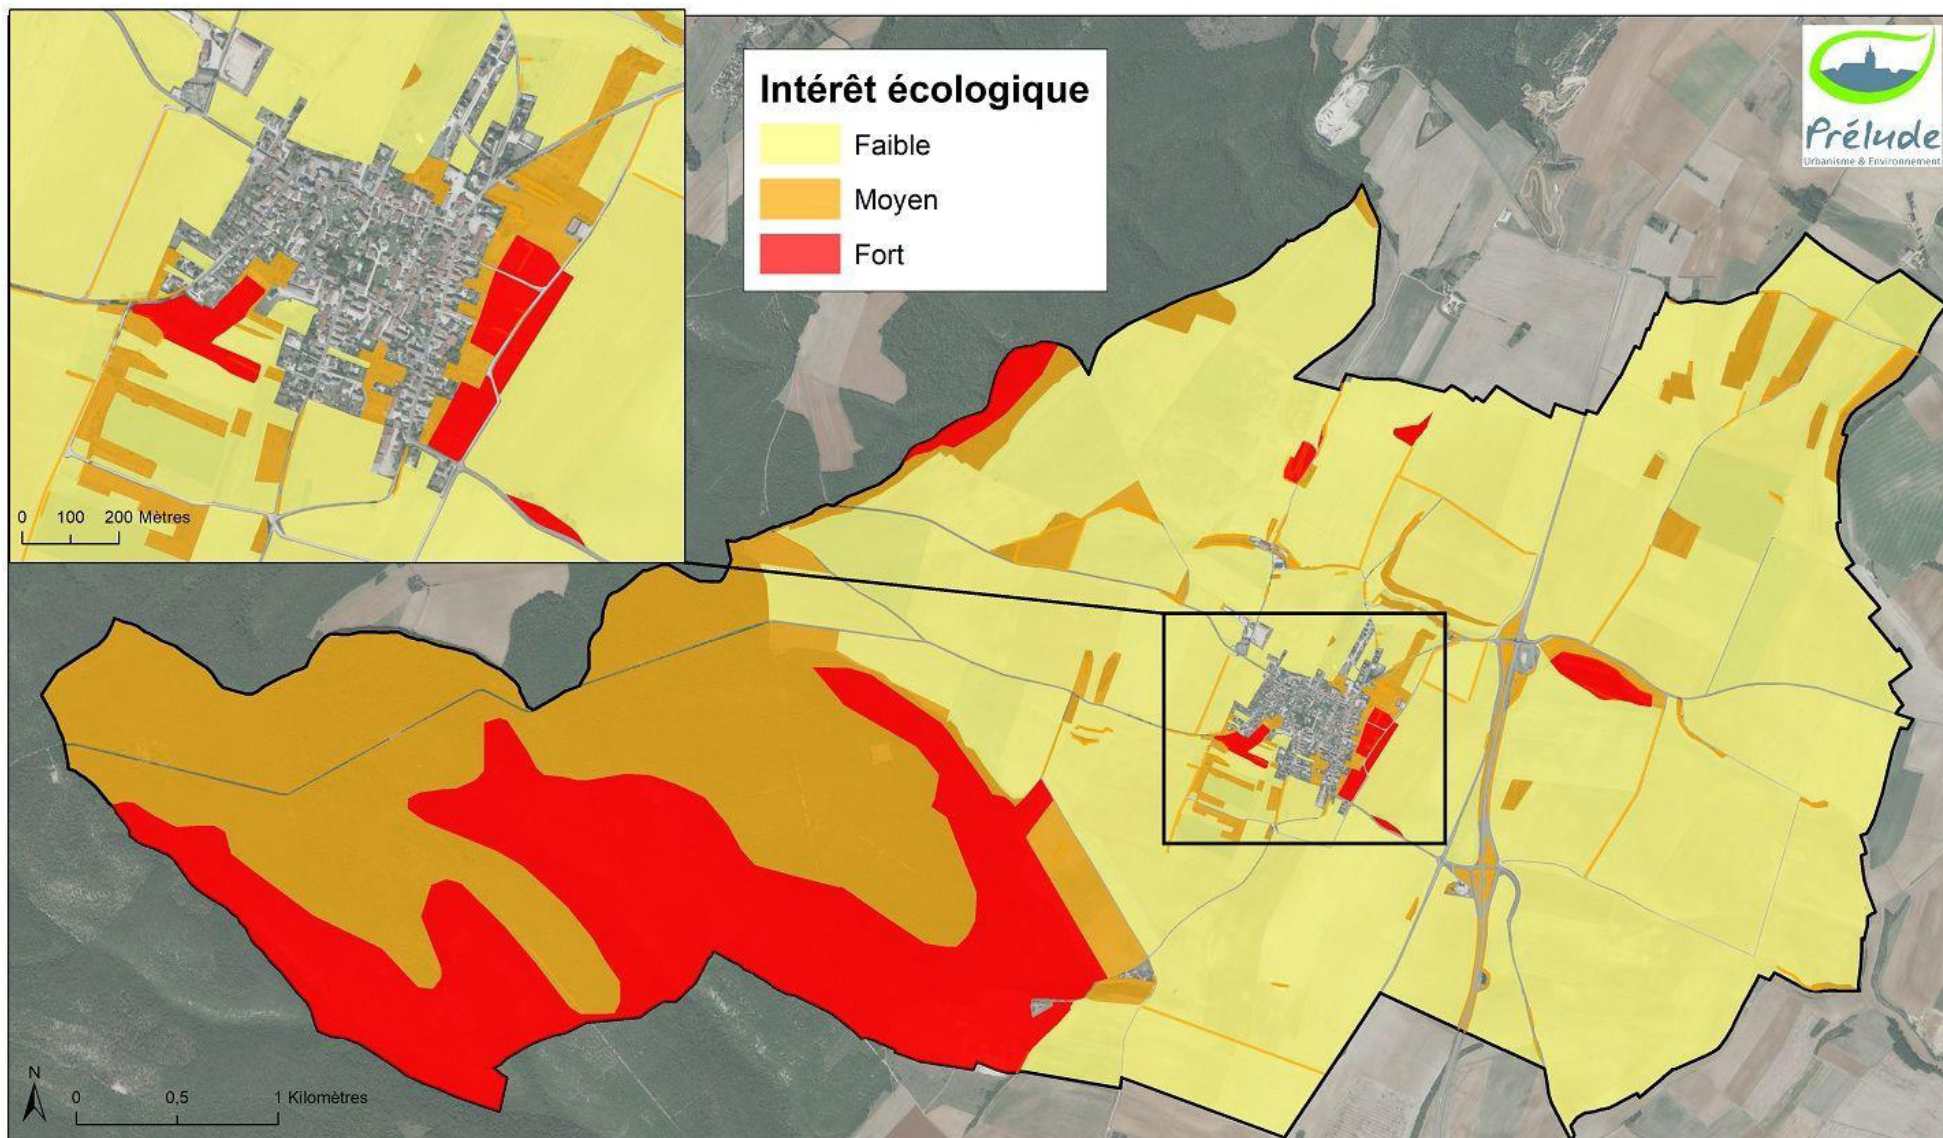 Intérêt écologique
Faible
Moyen
Fort
Prélude
Urbanisme & Environnement
0 100 200 Mètres
N
0 0,5 1 Kilomètres